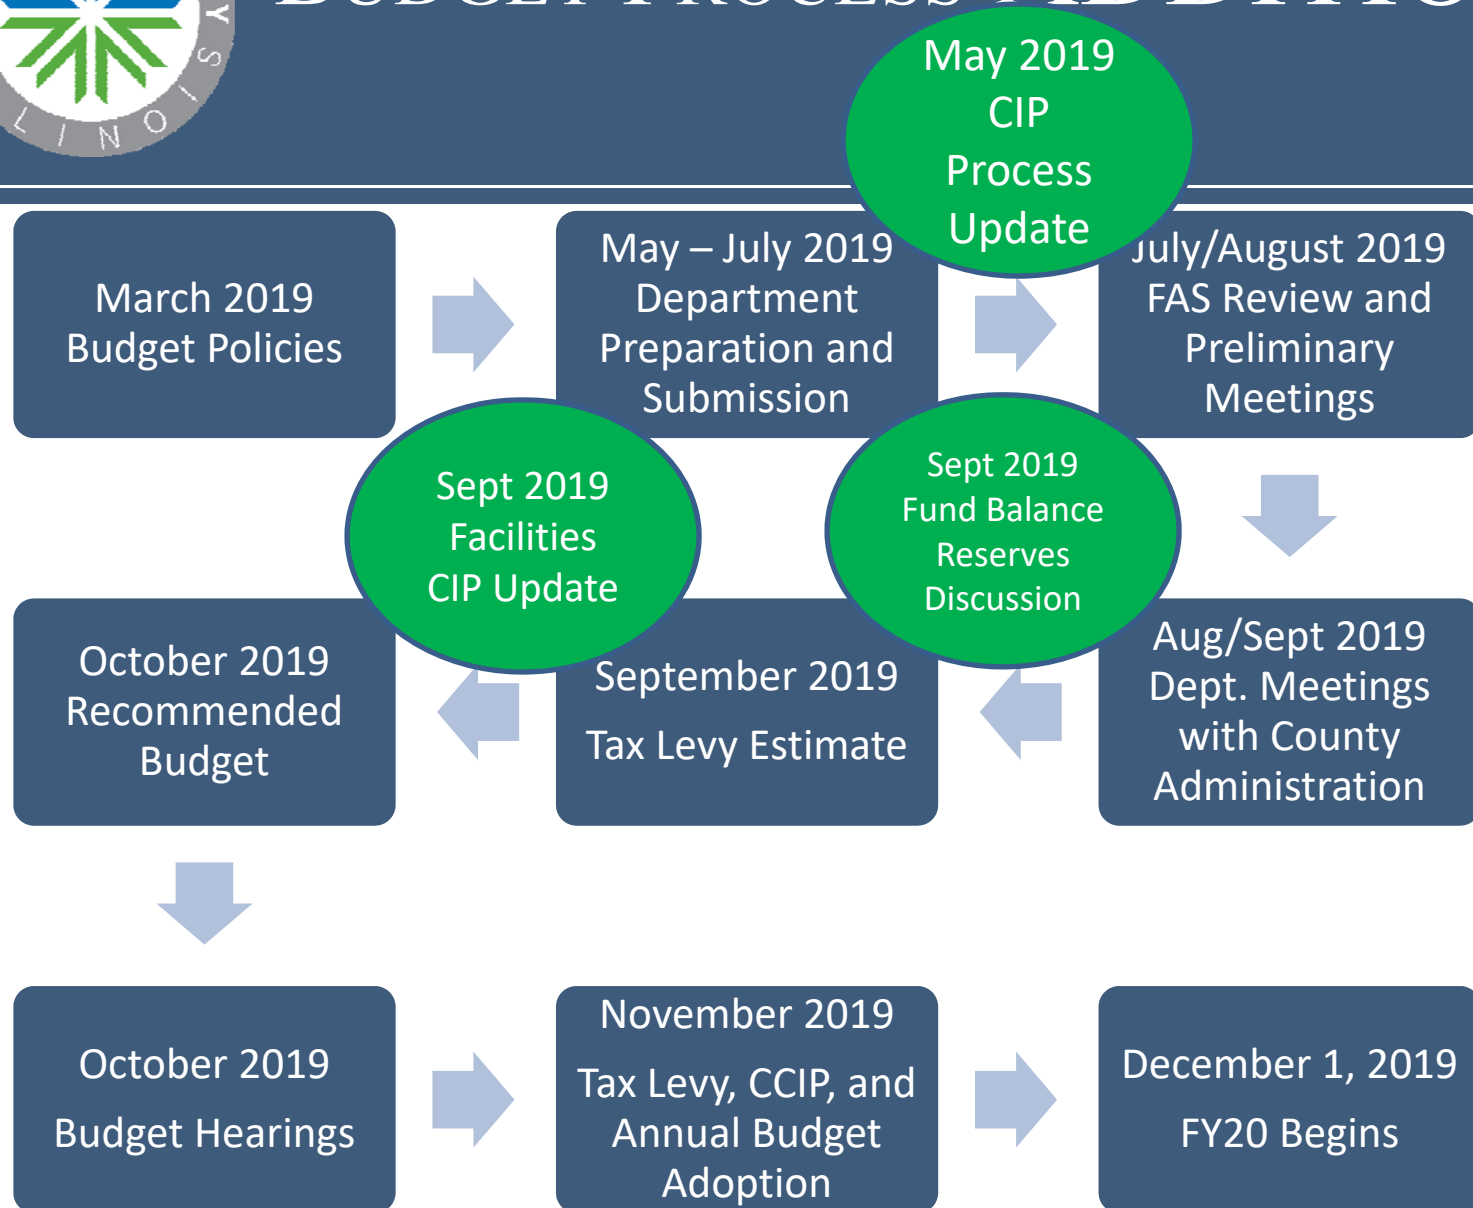 BUDGET PROCESS
May 2019
CIP
Process
Update
March 2019
Budget Policies
May – July 2019
Department
Preparation and
Submission
July/August 2019
FAS Review and
Preliminary
Meetings
Sept 2019
Facilities
CIP Update
Sept 2019
Fund Balance
Reserves
Discussion
Aug/Sept 2019
Dept. Meetings
with County
Administration
September 2019
Tax Levy Estimate
October 2019
Recommended
Budget
October 2019
Budget Hearings
November 2019
Tax Levy, CCIP, and
Annual Budget
Adoption
December 1, 2019
FY20 Begins